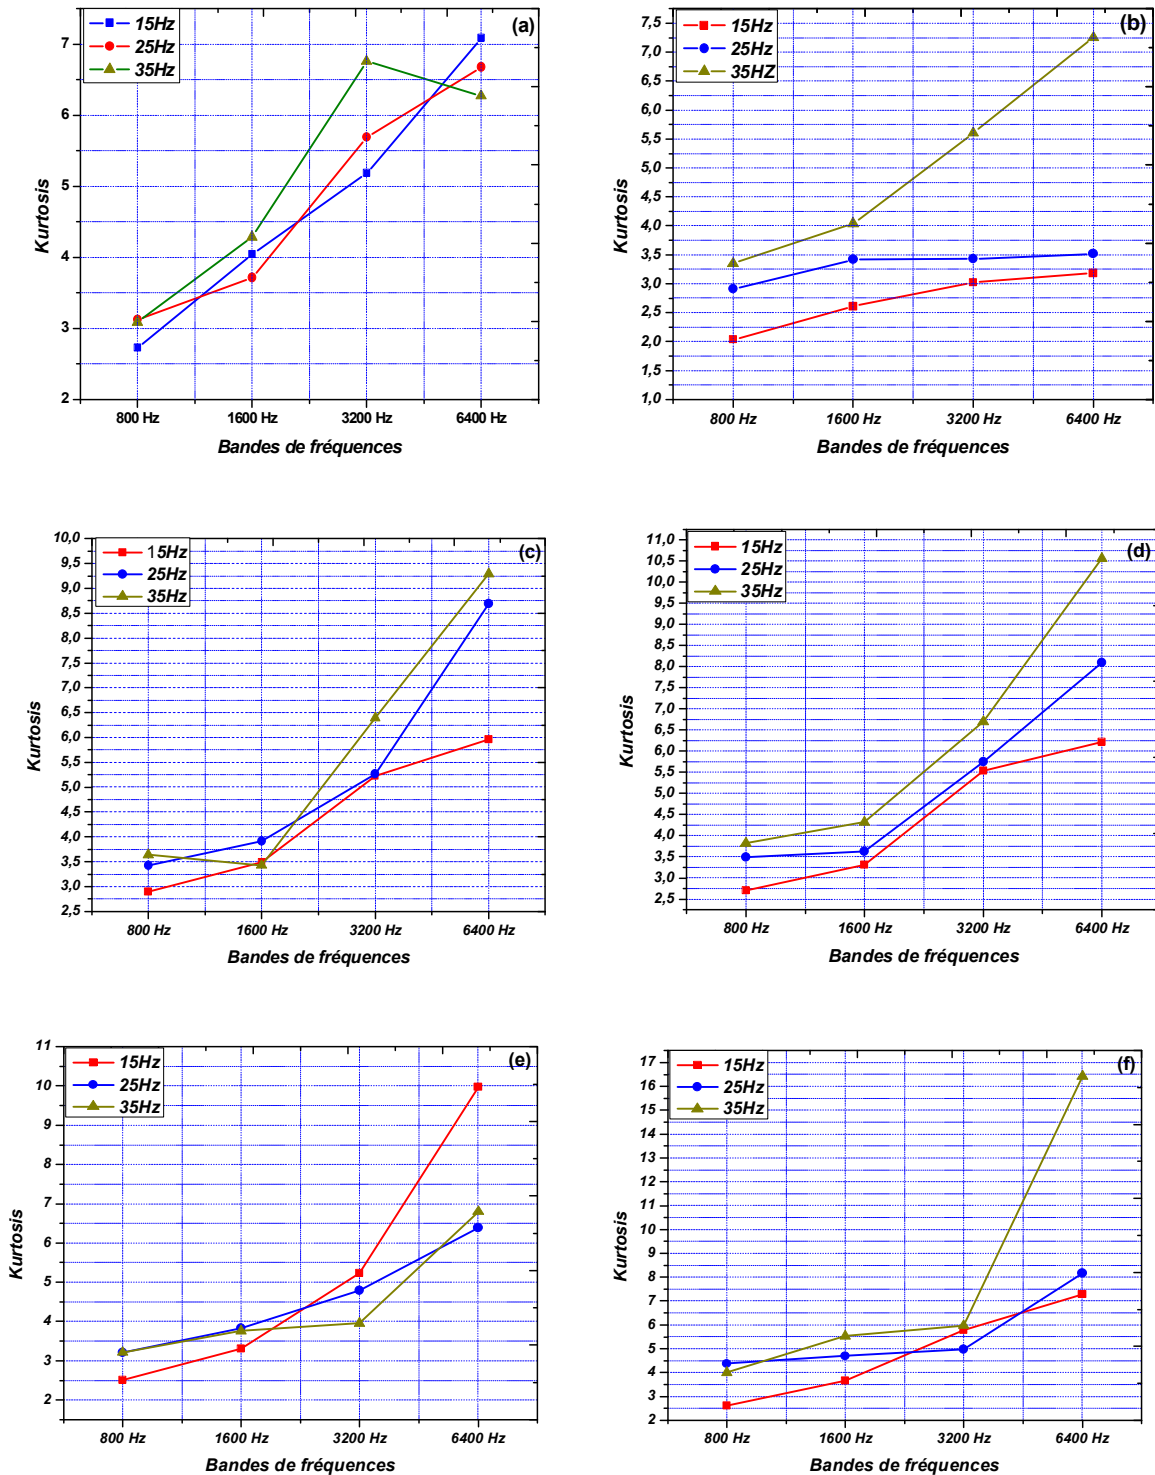 (a)
15Hz
25Hz
35Hz
7
6
5
4
3
2
Kurtosis
800 Hz 1600 Hz 3200 Hz 6400 Hz
Bandes de fréquences
(b)
15Hz
25Hz
35HZ
7,5
7,0
6,5
6,0
5,5
5,0
4,5
4,0
3,5
3,0
2,5
2,0
1,5
1,0
Kurtosis
800 Hz 1600 Hz 3200 Hz 6400 Hz
Bandes de fréquences
(c)
15Hz
25Hz
35Hz
10,0
9,5
9,0
8,5
8,0
7,5
7,0
6,5
6,0
5,5
5,0
4,5
4,0
3,5
3,0
2,5
Kurtosis
800 Hz 1600 Hz 3200 Hz 6400 Hz
Bandes de fréquences
(d)
15Hz
25Hz
35Hz
11,0
10,5
10,0
9,5
9,0
8,5
8,0
7,5
7,0
6,5
6,0
5,5
5,0
4,5
4,0
3,5
3,0
2,5
Kurtosis
800 Hz 1600 Hz 3200 Hz 6400 Hz
Bandes de fréquences
(e)
15Hz
25Hz
35Hz
11
10
9
8
7
6
5
4
3
2
Kurtosis
800 Hz 1600 Hz 3200 Hz 6400 Hz
Bandes de fréquences
(f)
15Hz
25Hz
35Hz
17
16
15
14
13
12
11
10
9
8
7
6
5
4
3
2
Kurtosis
800 Hz 1600 Hz 3200 Hz 6400 Hz
Bandes de fréquences